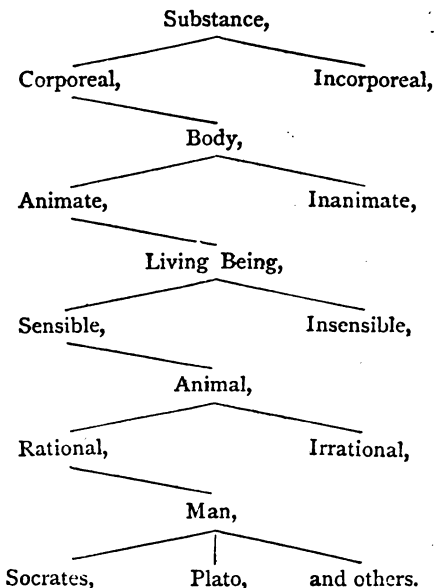 Substance,
Corporeal, Incorporeal,
Body,
Animate, Inanimate,
Living Being,
Sensible, Insensible,
Animal,
Rational, Irrational,
Man,
Socrates, Plato, and others.